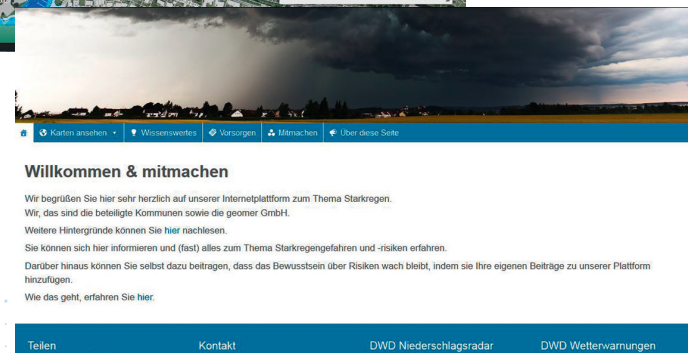 Karten ansehen Wissenswertes Vorsorgen Mitmachen Über diese Seite
Willkommen & mitmachen
Wir begrüßen Sie hier sehr herzlich auf unserer Internetplattform zum Thema Starkregen.
Wir, das sind die beteiligte Kommunen sowie die geomer GmbH.
Weitere Hintergründe können Sie hier nachlesen.
Sie können sich hier informieren und (fast) alles zum Thema Starkregengefahren und -risiken erfahren.
Darüber hinaus können Sie selbst dazu beitragen, dass das Bewusstsein über Risiken wach bleibt, indem sie Ihre eigenen Beiträge zu unserer Plattform
hinzufügen.
Wie das geht, erfahren Sie hier.
Teilen Kontakt DWD Niederschlagsradar DWD Wetterwarnungen